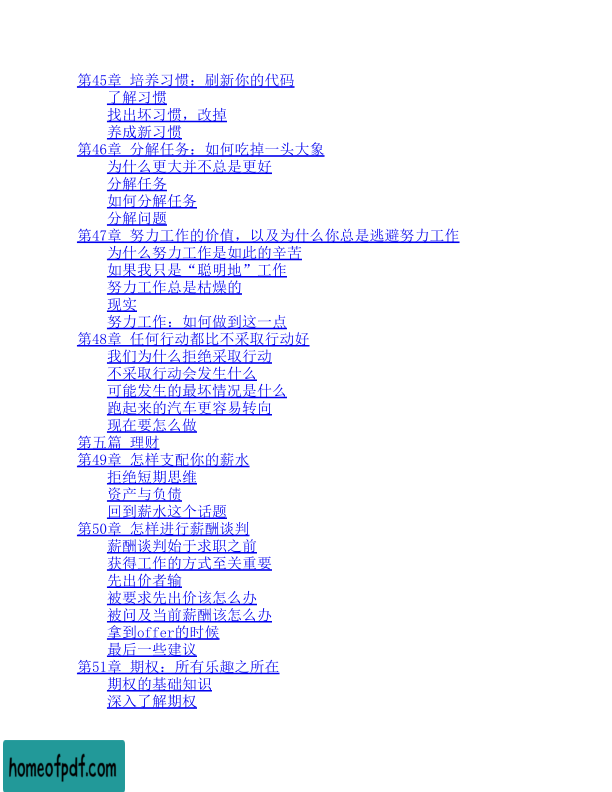 第45章 培养习惯：刷新你的代码
了解习惯
找出坏习惯，改掉
养成新习惯
第46章 分解任务：如何吃掉一头大象
为什么更大并不总是更好
分解任务
如何分解任务
分解问题
第47章 努力工作的价值，以及为什么你总是逃避努力工作
为什么努力工作是如此的辛苦
如果我只是“聪明地”工作
努力工作总是枯燥的
现实
努力工作：如何做到这一点
第48章 任何行动都比不采取行动好
我们为什么拒绝采取行动
不采取行动会发生什么
可能发生的最坏情况是什么
跑起来的汽车更容易转向
现在要怎么做
第五篇 理财
第49章 怎样支配你的薪水
拒绝短期思维
资产与负债
回到薪水这个话题
第50章 怎样进行薪酬谈判
薪酬谈判始于求职之前
获得工作的方式至关重要
先出价者输
被要求先出价该怎么办
被问及当前薪酬该怎么办
拿到offer的时候
最后一些建议
第51章 期权：所有乐趣之所在
期权的基础知识
深入了解期权
homeofpdf.com